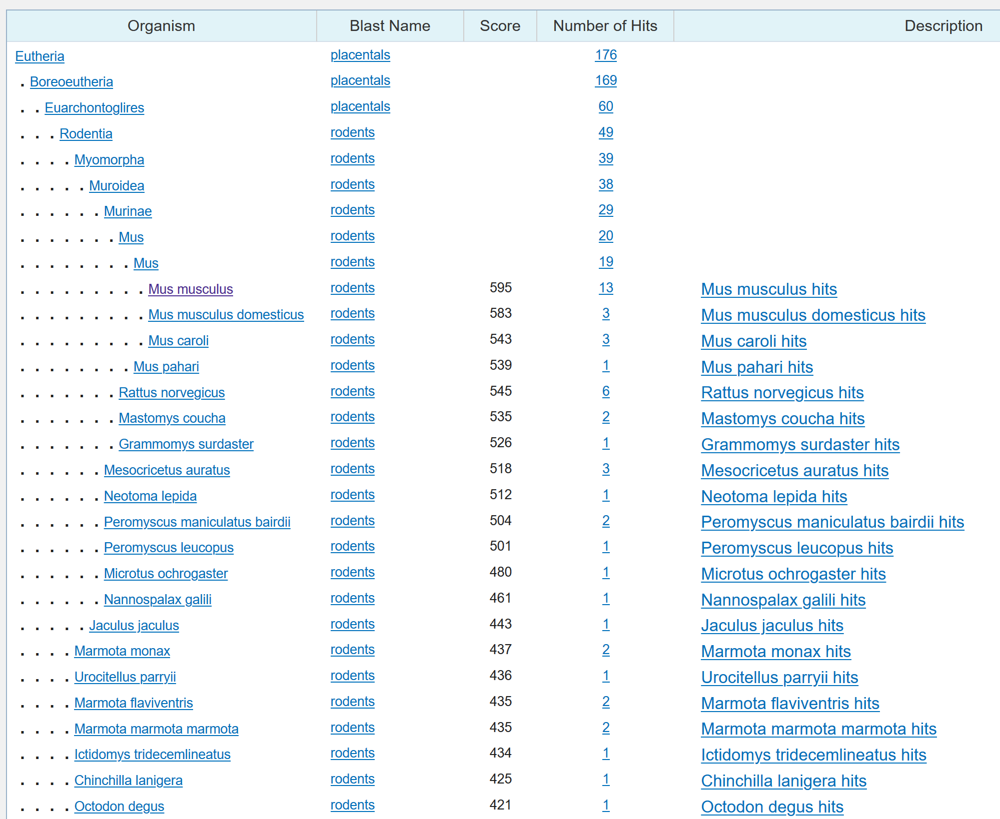 Organism Blast Name Score Number of Hits Description
Eutheria placentals 176
. Boreoeutheria placentals 169
. . Euarchontoglires placentals 60
. . . Rodentia rodents 49
. . . . Myomorpha rodents 39
. . . . . Muroidea rodents 38
. . . . . . Murinae rodents 29
. . . . . . . Mus rodents 20
. . . . . . . . Mus rodents 19
. . . . . . . . . Mus musculus rodents 595 13 Mus musculus hits
. . . . . . . . . Mus musculus domesticus rodents 583 3 Mus musculus domesticus hits
. . . . . . . . . Mus caroli rodents 543 3 Mus caroli hits
. . . . . . . . Mus pahari rodents 539 1 Mus pahari hits
. . . . . . . Rattus norvegicus rodents 545 6 Rattus norvegicus hits
. . . . . . . Mastomys coucha rodents 535 2 Mastomys coucha hits
. . . . . . . Grammomys surdaster rodents 526 1 Grammomys surdaster hits
. . . . . . Mesocricetus auratus rodents 518 3 Mesocricetus auratus hits
. . . . . . Neotoma lepida rodents 512 1 Neotoma lepida hits
. . . . . . Peromyscus maniculatus bairdii rodents 504 2 Peromyscus maniculatus bairdii hits
. . . . . . Peromyscus leucopus rodents 501 1 Peromyscus leucopus hits
. . . . . . Microtus ochrogaster rodents 480 1 Microtus ochrogaster hits
. . . . . . Nannospalax galili rodents 461 1 Nannospalax galili hits
. . . . . Jaculus jaculus rodents 443 1 Jaculus jaculus hits
. . . . Marmota monax rodents 437 2 Marmota monax hits
. . . . Urocitellus parryii rodents 436 1 Urocitellus parryii hits
. . . . Marmota flaviventris rodents 435 2 Marmota flaviventris hits
. . . . Marmota marmota marmota rodents 435 2 Marmota marmota marmota hits
. . . . Ictidomys tridecemlineatus rodents 434 1 Ictidomys tridecemlineatus hits
. . . . Chinchilla lanigera rodents 425 1 Chinchilla lanigera hits
. . . . Octodon degus rodents 421 1 Octodon degus hits